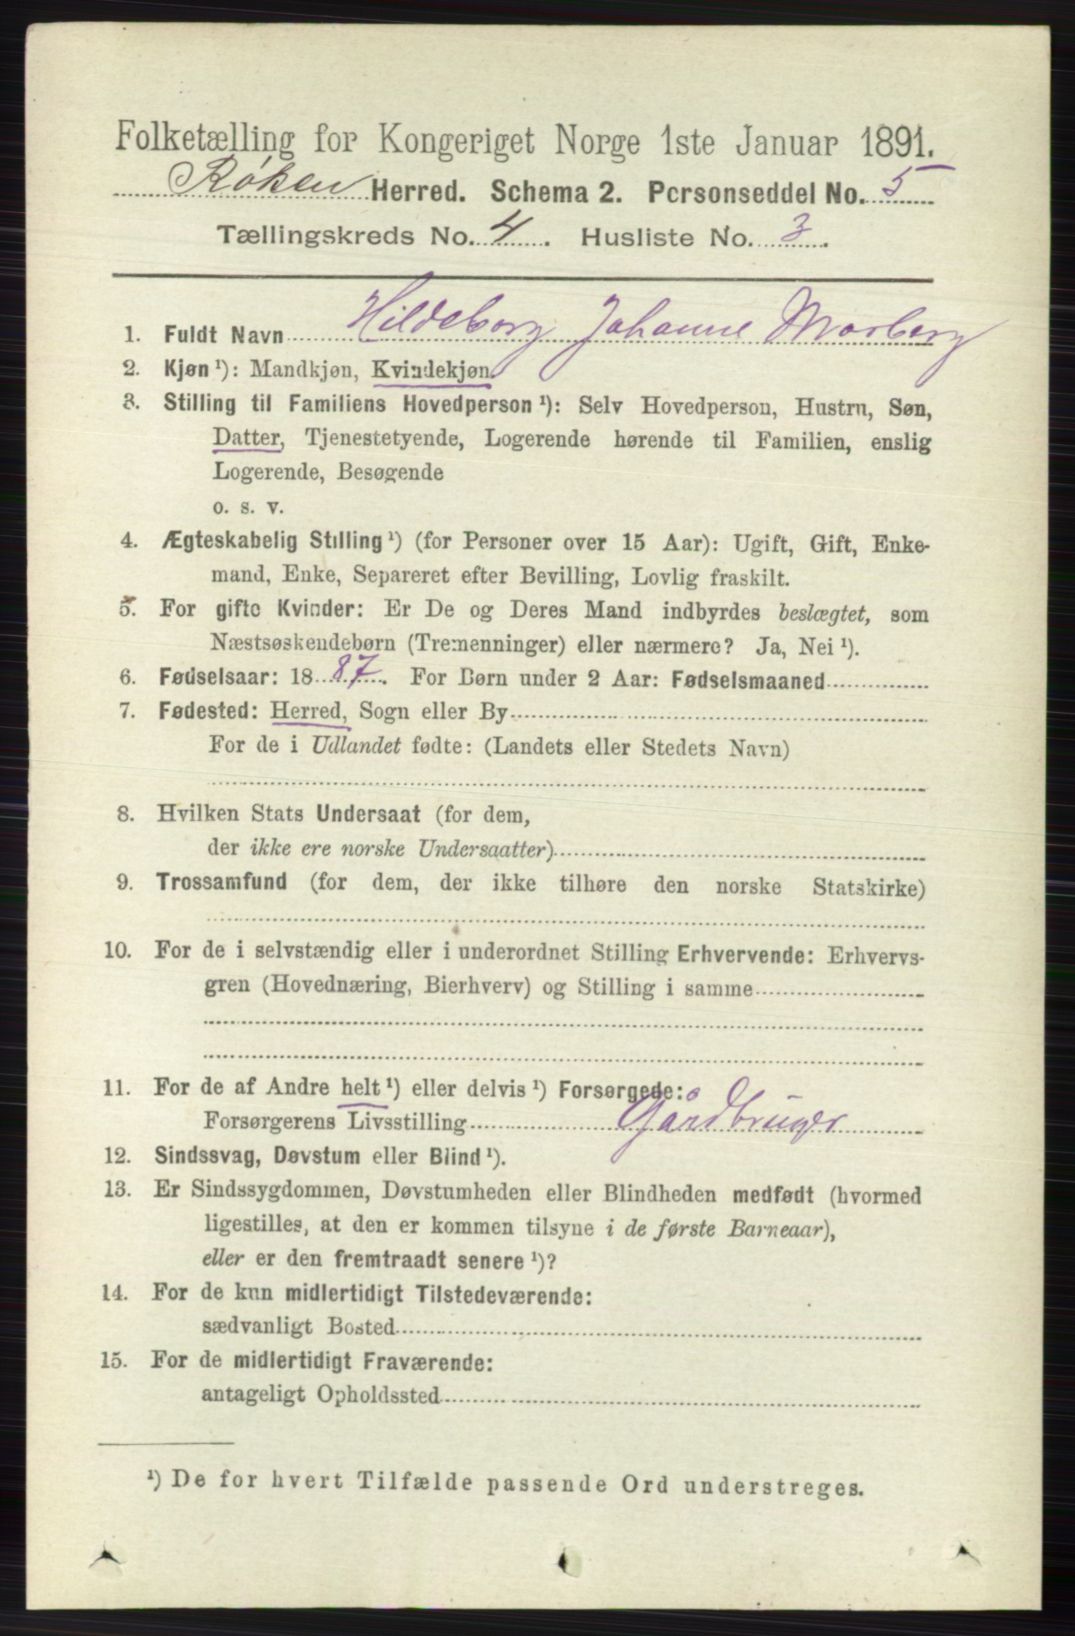 Folketælling for Kongeriget Norge 1ste Januar 1891.
Røken Herred. Schema 2. Personseddel No. 5
Tællingskreds No. 4. Husliste No. 3.
1. Fuldt Navn Hildeborg Johanne Morberg
2. Kjøn ¹): Mandkjøn, Kvindekjøn.
3. Stilling til Familiens Hovedperson ¹): Selv Hovedperson, Hustru, Søn,
Datter, Tjenestetyende, Logerende hørende til Familien, enslig
Logerende, Besøgende
o. s. v.
4. Ægteskabelig Stilling ¹) (for Personer over 15 Aar): Ugift, Gift, Enke-
mand, Enke, Separeret efter Bevilling, Lovlig fraskilt.
5. For gifte Kvinder: Er De og Deres Mand indbyrdes beslægtet, som
Næstsøskendebørn (Tremenninger) eller nærmere? Ja, Nei ¹).
6. Fødselsaar: 1887. For Børn under 2 Aar: Fødselsmaaned
7. Fødested: Herred, Sogn eller By
For de i Udlandet fødte: (Landets eller Stedets Navn)
8. Hvilken Stats Undersaat (for dem,
der ikke ere norske Undersaatter)
9. Trossamfund (for dem, der ikke tilhøre den norske Statskirke)
10. For de i selvstændig eller i underordnet Stilling Erhvervende: Erhvervs-
gren (Hovednæring, Bierhverv) og Stilling i samme
11. For de af Andre helt ¹) eller delvis ¹) Forsørgede:
Forsørgerens Livsstilling Gårdbruger
12. Sindssvag, Døvstum eller Blind ¹).
13. Er Sindssygdommen, Døvstumheden eller Blindheden medfødt (hvormed
ligestilles, at den er kommen tilsyne i de første Barneaar),
eller er den fremtraadt senere ¹)?
14. For de kun midlertidigt Tilstedeværende:
sædvanligt Bosted
15. For de midlertidigt Fraværende:
antageligt Opholdssted
¹) De for hvert Tilfælde passende Ord understreges.